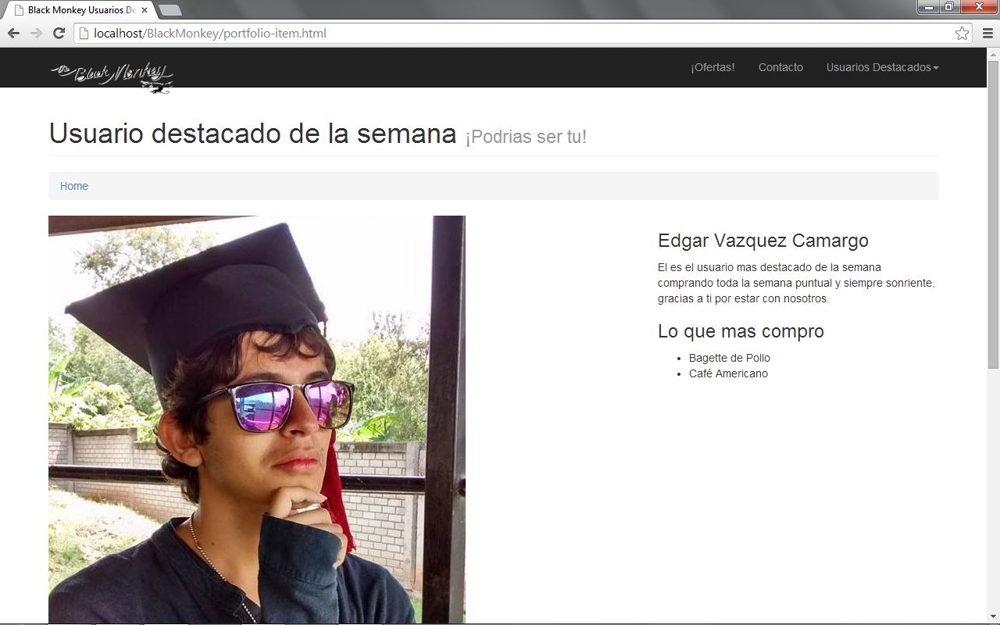 Black Monkey Usuarios De
localhost/BlackMonkey/portfolio-item.html
the Black Monkey
¡Ofertas!
Contacto
Usuarios Destacados
Usuario destacado de la semana ¡Podrias ser tu!
Home
Edgar Vazquez Camargo
El es el usuario mas destacado de la semana
comprando toda la semana puntual y siempre sonriente,
gracias a ti por estar con nosotros.
Lo que mas compro
Bagette de Pollo
Café Americano